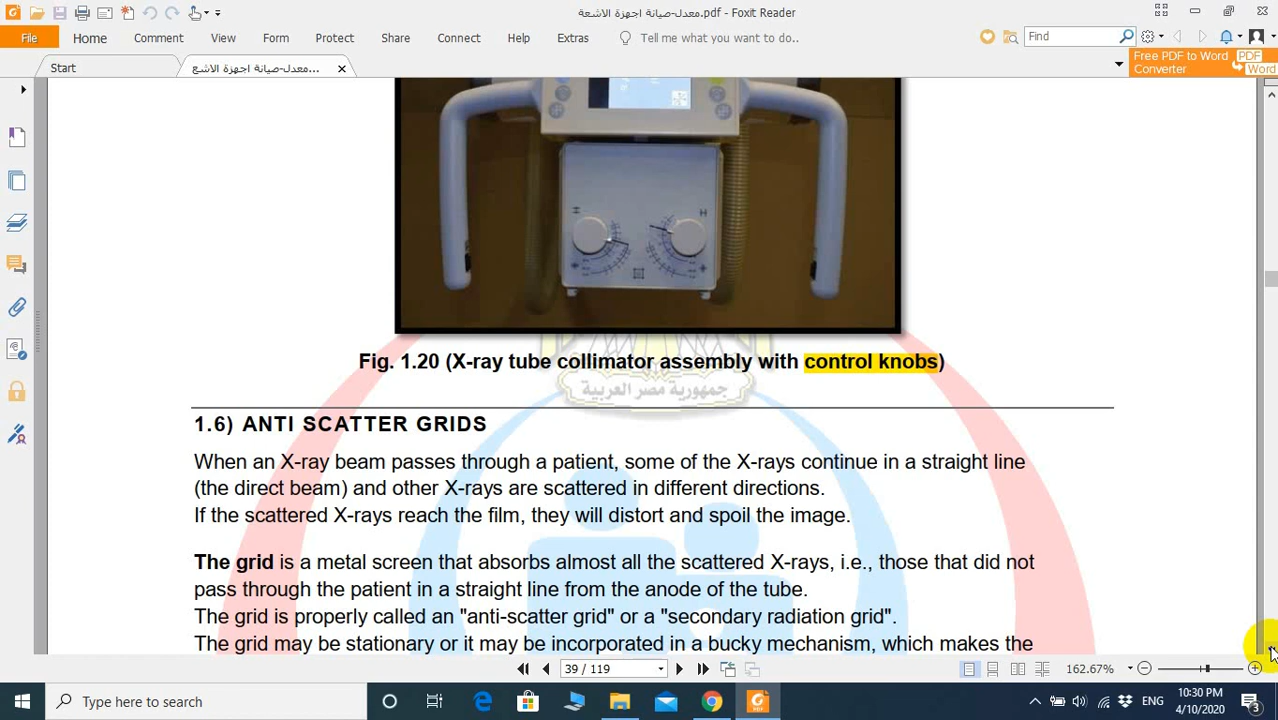 معدل-صيانة اجهزة الاشعة.pdf - Foxit Reader
File Home Comment View Form Protect Share Connect Help Extras Tell me what you want to do.. Find
Start معدل-صيانة اجهزة الاشع...
Free PDF to Word Converter PDF Word
Fig. 1.20 (X-ray tube collimator assembly with control knobs)
جمهورية مصر العربية
1.6) ANTI SCATTER GRIDS
When an X-ray beam passes through a patient, some of the X-rays continue in a straight line
(the direct beam) and other X-rays are scattered in different directions.
If the scattered X-rays reach the film, they will distort and spoil the image.
The grid is a metal screen that absorbs almost all the scattered X-rays, i.e., those that did not
pass through the patient in a straight line from the anode of the tube.
The grid is properly called an "anti-scatter grid" or a "secondary radiation grid".
The grid may be stationary or it may be incorporated in a bucky mechanism, which makes the
39 / 119 162.67%
Type here to search ENG 10:30 PM
4/10/2020 3